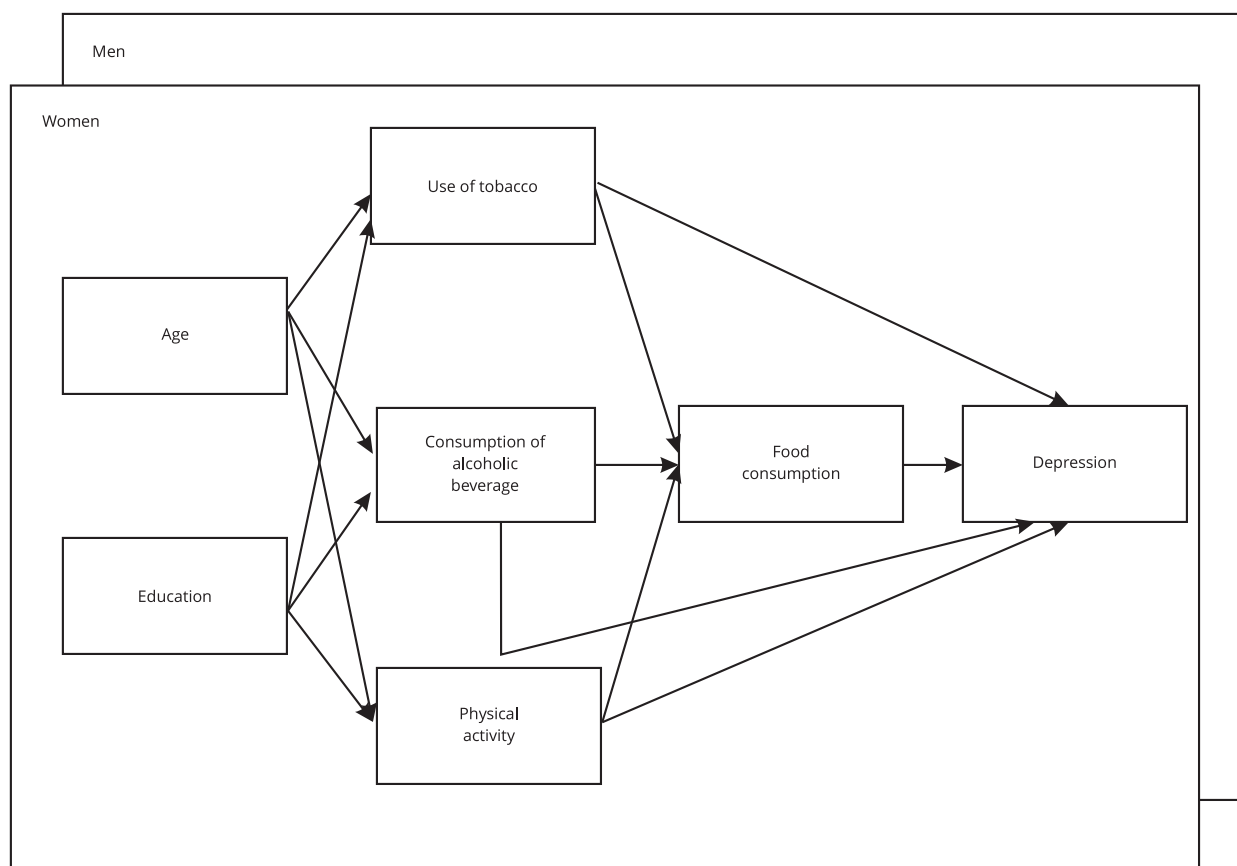 Men
Women
Use of tobacco
Age
Consumption of
alcoholic
beverage
Food
consumption
Depression
Education
Physical
activity